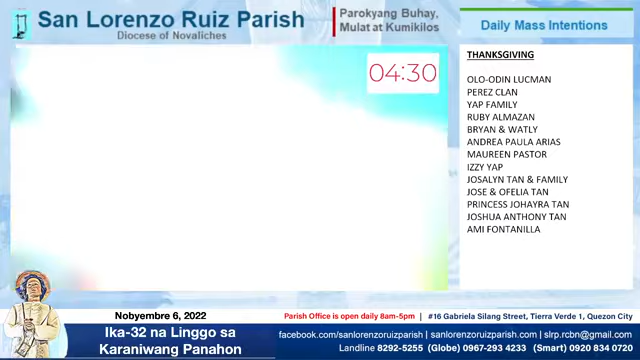 San Lorenzo Ruiz Parish
Diocese of Novaliches
Parokyang Buhay,
Mulat at Kumikilos
Daily Mass Intentions
04:30
THANKSGIVING
OLO-ODIN LUCMAN
PEREZ CLAN
YAP FAMILY
RUBY ALMAZAN
BRYAN & WATLY
ANDREA PAULA ARIAS
MAUREEN PASTOR
IZZY YAP
JOSALYN TAN & FAMILY
JOSE & OFELIA TAN
PRINCESS JOHAYRA TAN
JOSHUA ANTHONY TAN
AMI FONTANILLA
Nobyembre 6, 2022
Parish Office is open daily 8am-5pm | #16 Gabriela Silang Street, Tierra Verde 1, Quezon City
Ika-32 na Linggo sa
Karaniwang Panahon
facebook.com/sanlorenzoruizparish | sanlorenzoruizparish.com | slrp.rcbn@gmail.com
Landline 8292-5255 (Globe) 0967-293 4233 (Smart) 0920 834 0720